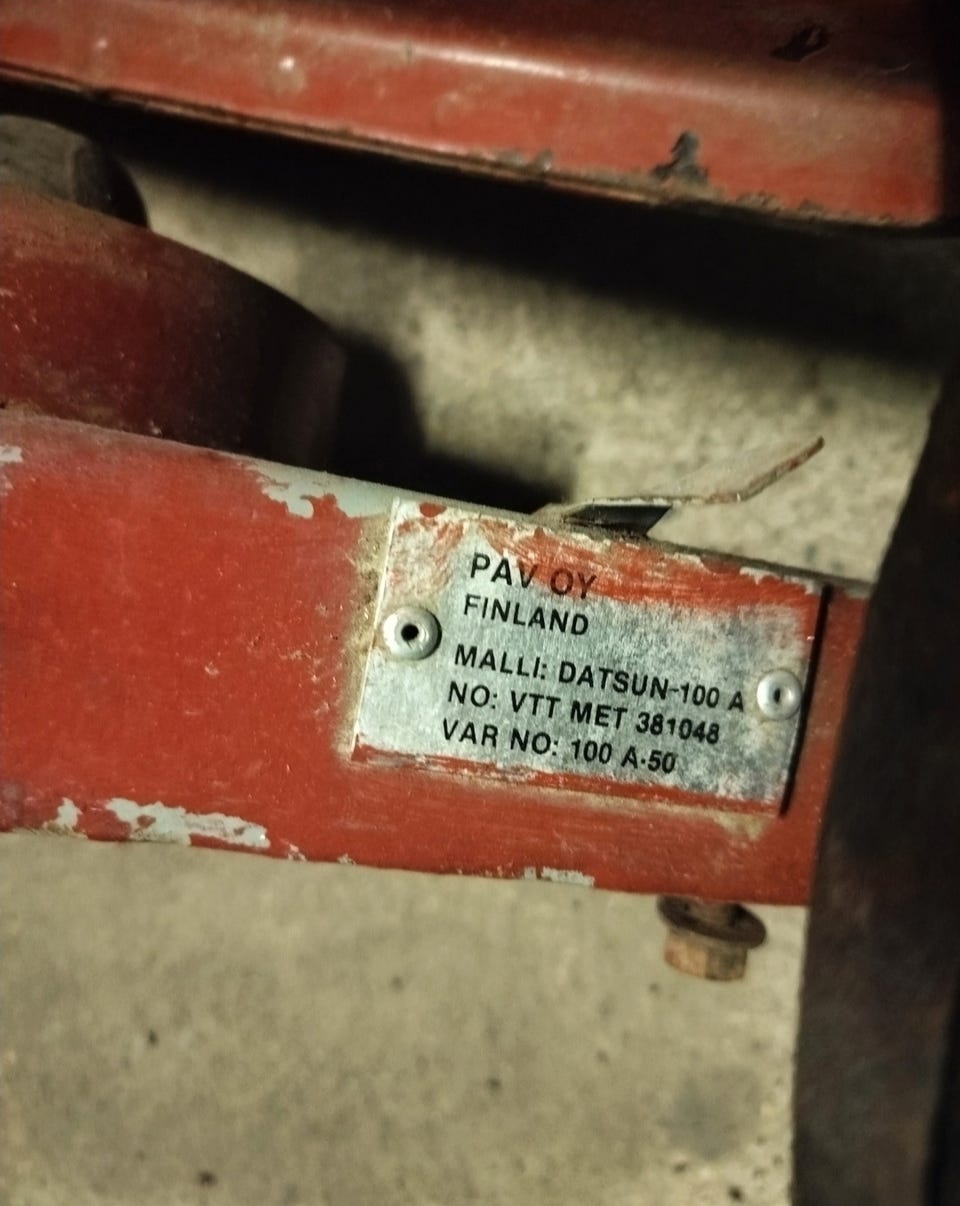 PAV OY
FINLAND
MALLI: DATSUN-100 A
NO: VTT MET 381048
VAR NO: 100 A-50